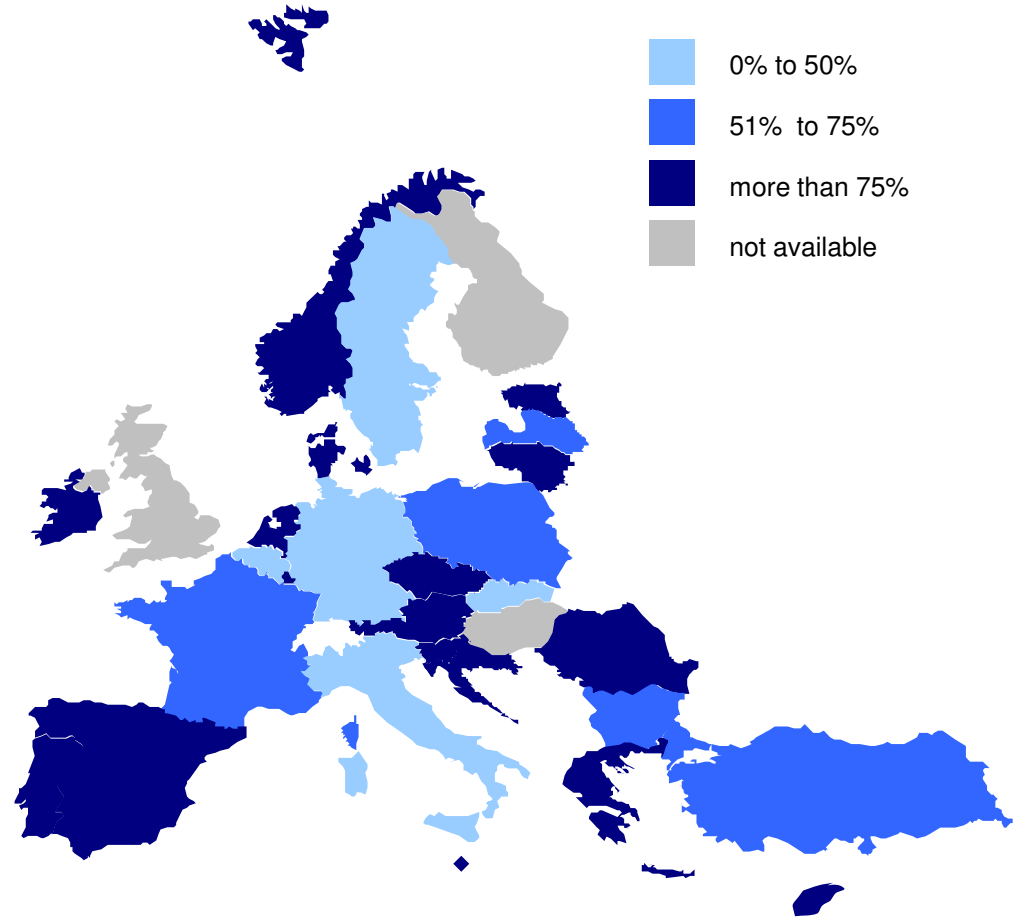 0% to 50%
51% to 75%
more than 75%
not available